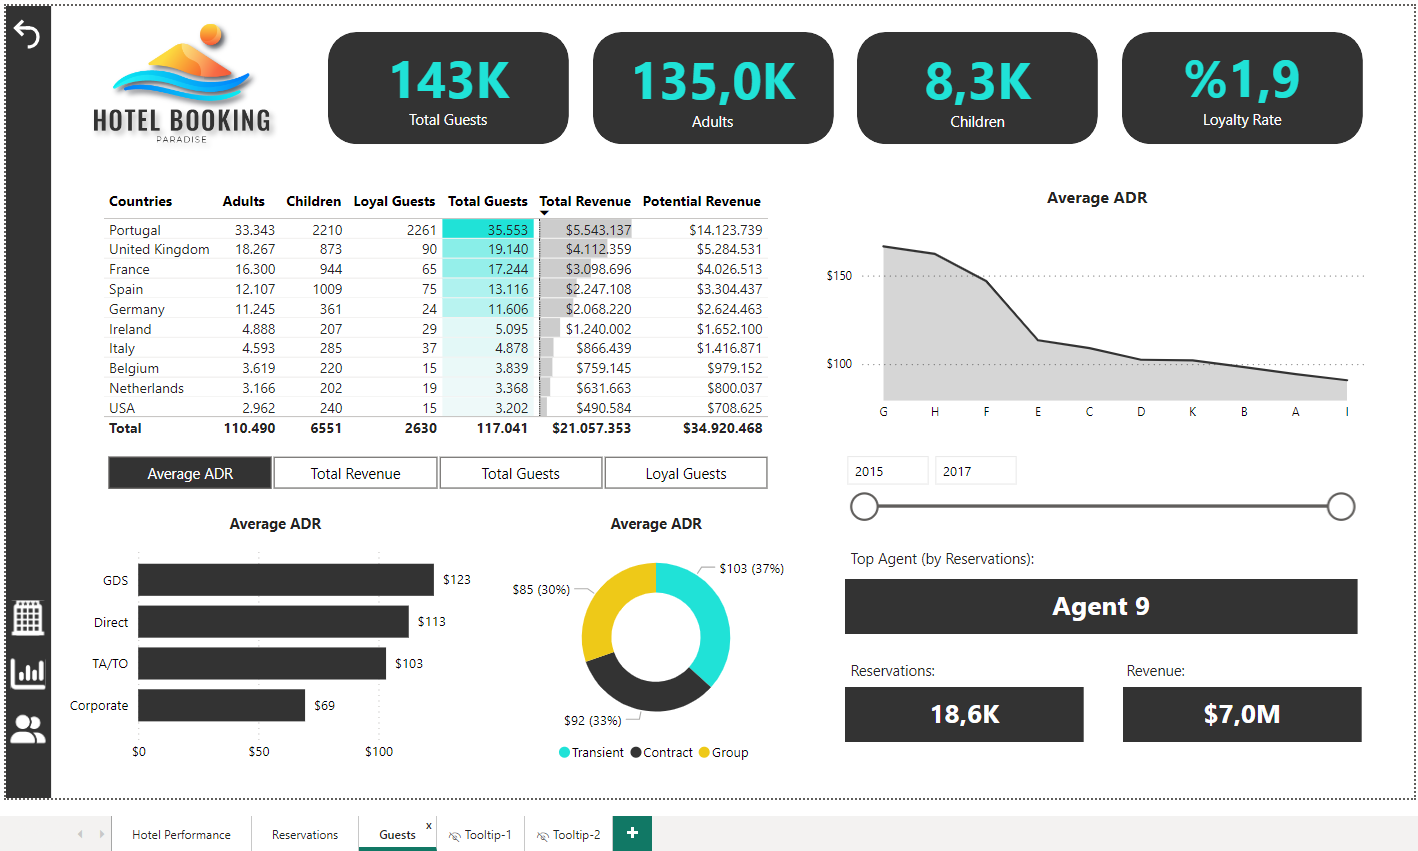 HOTEL BOOKING
PARADISE
143K
Total Guests
135,0K
Adults
8,3K
Children
%1,9
Loyalty Rate
Countries Adults Children Loyal Guests Total Guests Total Revenue Potential Revenue
Portugal 33.343 2210 2261 35.553 $5.543.137 $14.123.739
United Kingdom 18.267 873 90 19.140 $4.112.359 $5.284.531
France 16.300 944 65 17.244 $3.098.696 $4.026.513
Spain 12.107 1009 75 13.116 $2.247.108 $3.304.437
Germany 11.245 361 24 11.606 $2.068.220 $2.624.463
Ireland 4.888 207 29 5.095 $1.240.002 $1.652.100
Italy 4.593 285 37 4.878 $866.439 $1.416.871
Belgium 3.619 220 15 3.839 $759.145 $979.152
Netherlands 3.166 202 19 3.368 $631.663 $800.037
USA 2.962 240 15 3.202 $490.584 $708.625
Total 110.490 6551 2630 117.041 $21.057.353 $34.920.468
Average ADR
$150
$100
G H F E C D K B A I
Average ADR Total Revenue Total Guests Loyal Guests
2015 2017
Average ADR
GDS $123
Direct $113
TA/TO $103
Corporate $69
$0 $50 $100
Average ADR
$103 (37%)
$85 (30%)
$92 (33%)
Transient Contract Group
Top Agent (by Reservations):
Agent 9
Reservations:
18,6K
Revenue:
$7,0M
Hotel Performance Reservations Guests x Tooltip-1 Tooltip-2 +